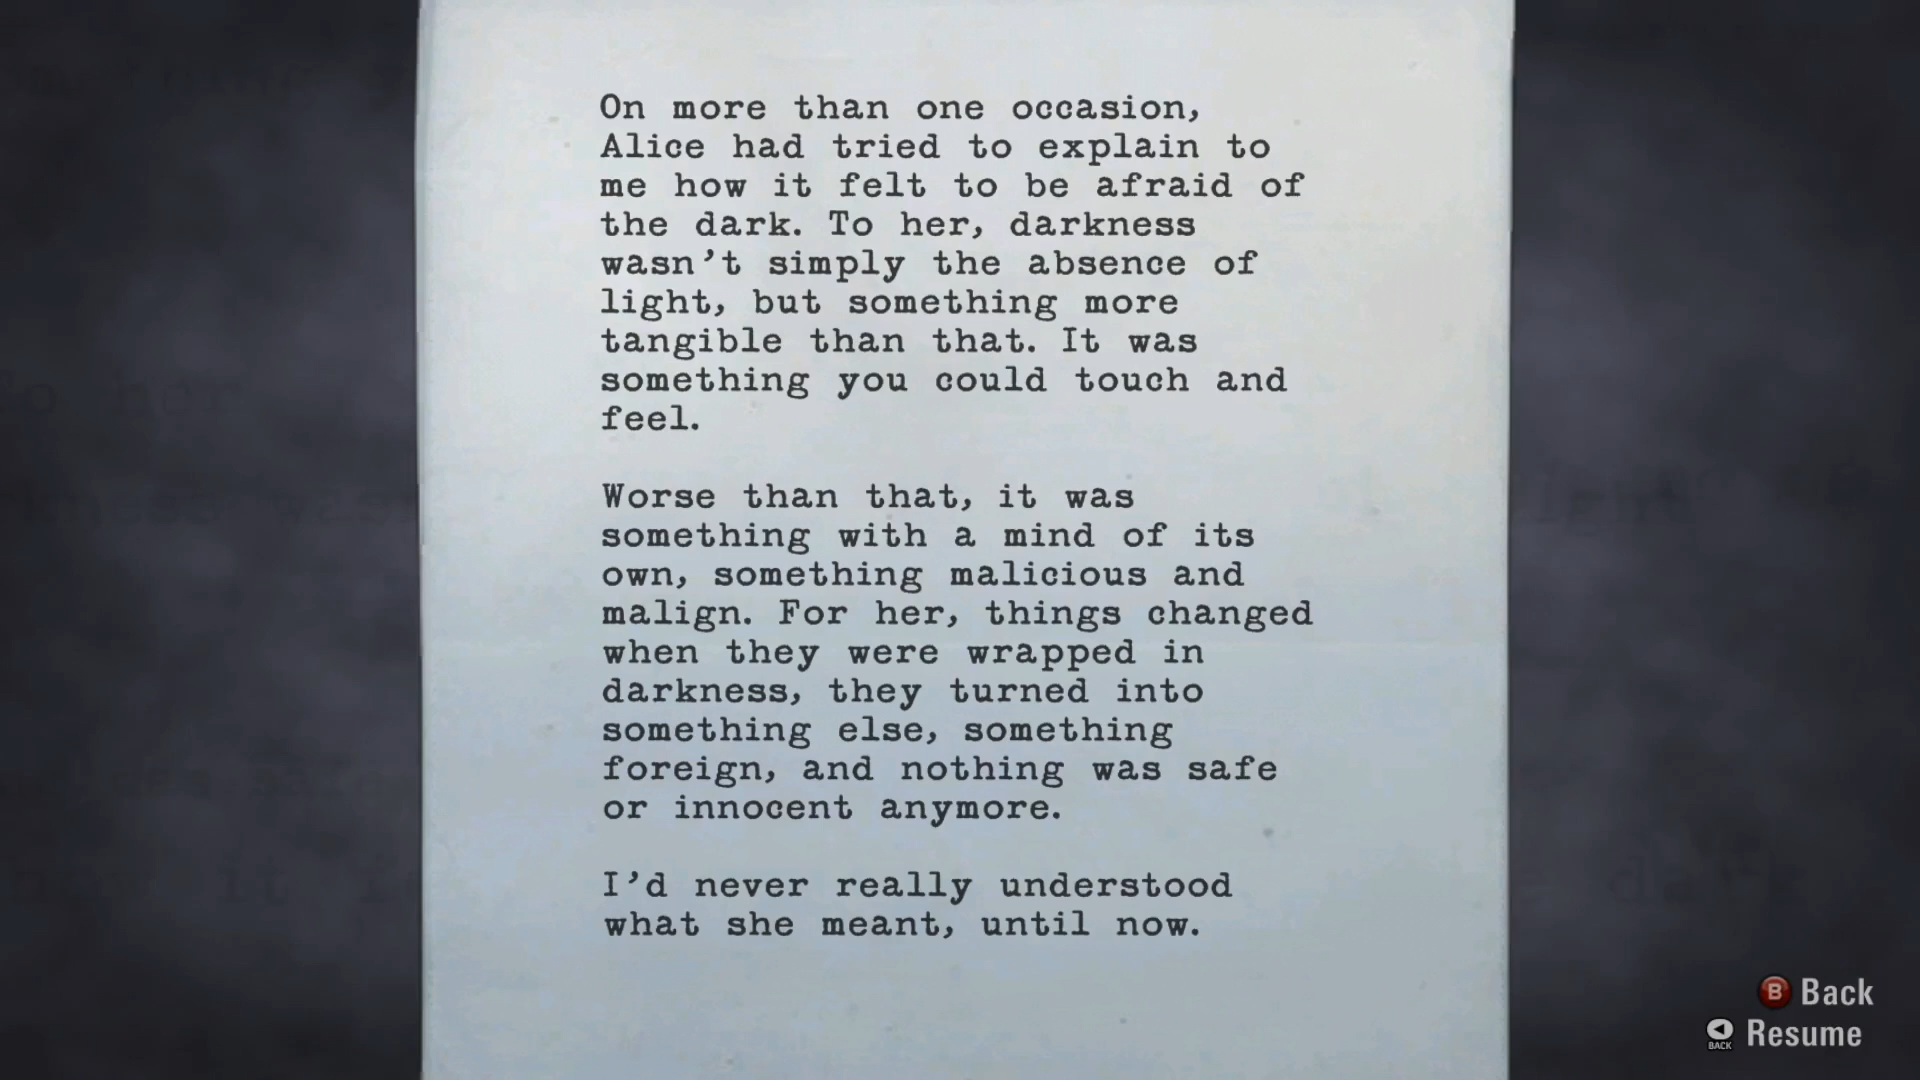 On more than one occasion,
Alice had tried to explain to
me how it felt to be afraid of
the dark. To her, darkness
wasn't simply the absence of
light, but something more
tangible than that. It was
something you could touch and
feel.
Worse than that, it was
something with a mind of its
own, something malicious and
malign. For her, things changed
when they were wrapped in
darkness, they turned into
something else, something
foreign, and nothing was safe
or innocent anymore.
I'd never really understood
what she meant, until now.
B Back
BACK Resume